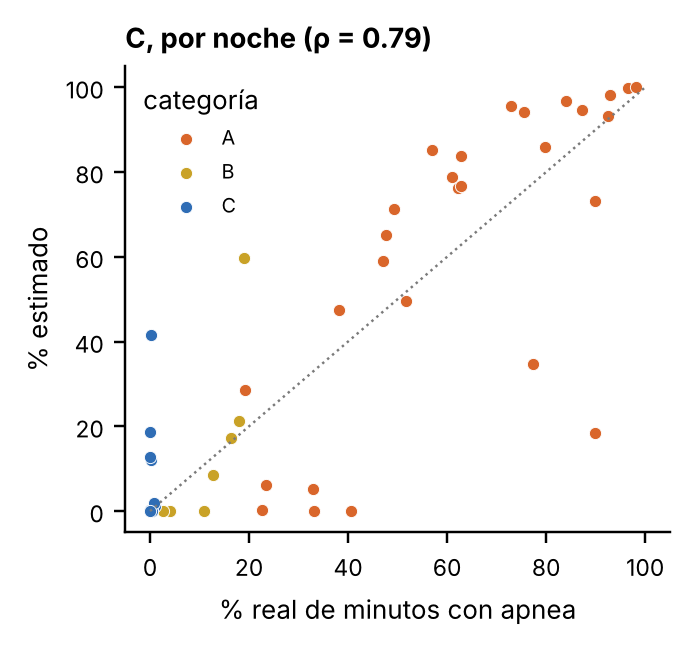 C, por noche (ρ = 0.79)
categoría
A
B
C
% estimado
100
80
60
40
20
0
0 20 40 60 80 100
% real de minutos con apnea